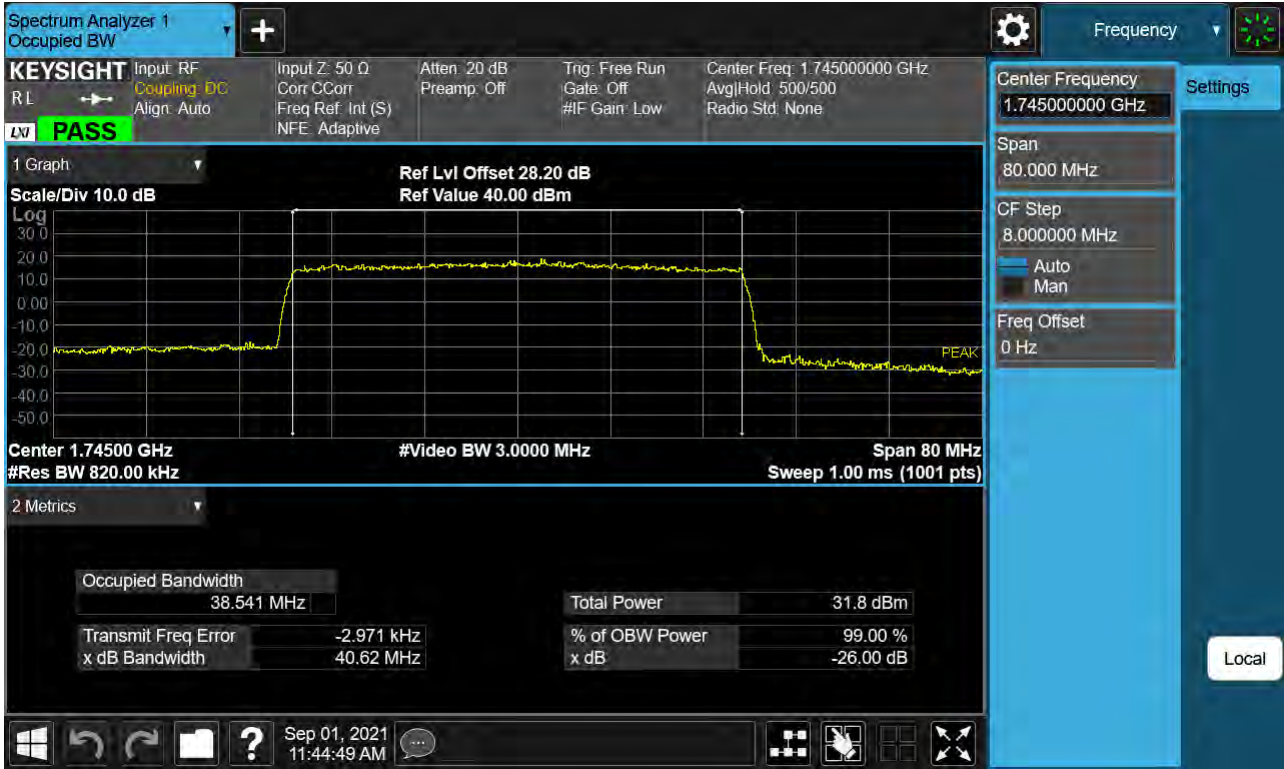 Spectrum Analyzer 1
Occupied BW
+
Frequency
KEYSIGHT
R L
LXI PASS
Input: RF
Coupling: DC
Align: Auto
Input Z: 50 Ω
Corr CCorr
Freq Ref: Int (S)
NFE: Adaptive
Atten: 20 dB
Preamp: Off
Trig: Free Run
Gate: Off
#IF Gain: Low
Center Freq: 1.745000000 GHz
Avg|Hold: 500/500
Radio Std: None
Center Frequency
1.745000000 GHz
Settings
Span
80.000 MHz
CF Step
8.000000 MHz
Auto
Man
Freq Offset
0 Hz
Local
1 Graph
Scale/Div 10.0 dB
Ref Lvl Offset 28.20 dB
Ref Value 40.00 dBm
Log
30.0
20.0
10.0
0.00
-10.0
-20.0
-30.0
-40.0
-50.0
PEAK
Center 1.74500 GHz
#Video BW 3.0000 MHz
Span 80 MHz
#Res BW 820.00 kHz
Sweep 1.00 ms (1001 pts)
2 Metrics
Occupied Bandwidth
38.541 MHz
Total Power 31.8 dBm
Transmit Freq Error -2.971 kHz
% of OBW Power 99.00 %
x dB Bandwidth 40.62 MHz
x dB -26.00 dB
?
Sep 01, 2021
11:44:49 AM